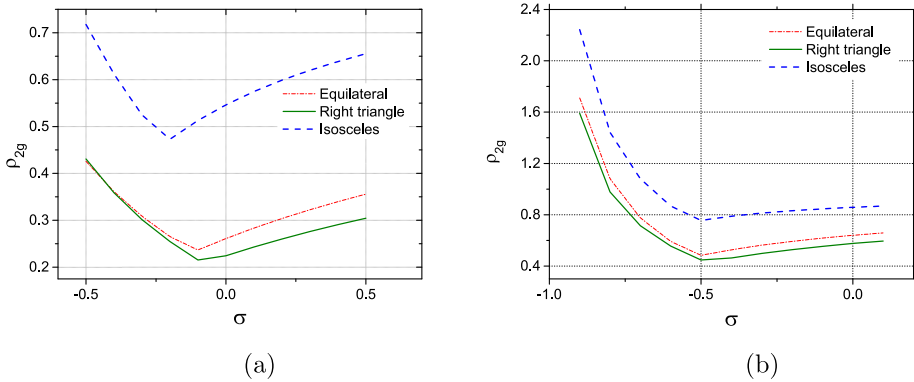 0.7
0.6
0.5
0.4
0.3
0.2
ρ2g
Equilateral
Right triangle
Isosceles
-0.5
0.0
0.5
σ
(a)
2.4
2.0
1.6
1.2
0.8
0.4
ρ2g
Equilateral
Right triangle
Isosceles
-1.0
-0.5
0.0
σ
(b)